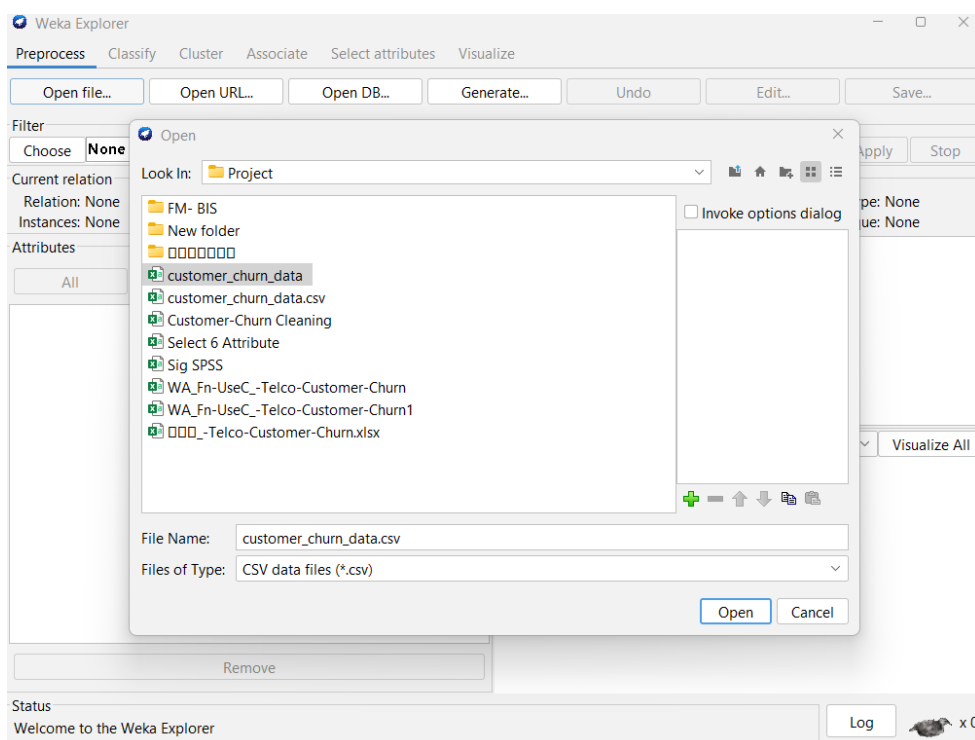 Weka Explorer
Preprocess Classify Cluster Associate Select attributes Visualize
Open file... Open URL... Open DB... Generate... Undo Edit... Save...
Filter
Choose None Apply Stop
Open
Look In: Project
Current relation
Relation: None
Instances: None
Attributes
All
FM- BIS
New folder
customer_churn_data
customer_churn_data.csv
Customer-Churn Cleaning
Select 6 Attribute
Sig SPSS
WA_Fn-UseC_-Telco-Customer-Churn
WA_Fn-UseC_-Telco-Customer-Churn1
_-Telco-Customer-Churn.xlsx
Invoke options dialog
pe: None
ue: None
Visualize All
File Name: customer_churn_data.csv
Files of Type: CSV data files (*.csv)
Open Cancel
Remove
Status
Welcome to the Weka Explorer
Log x 0